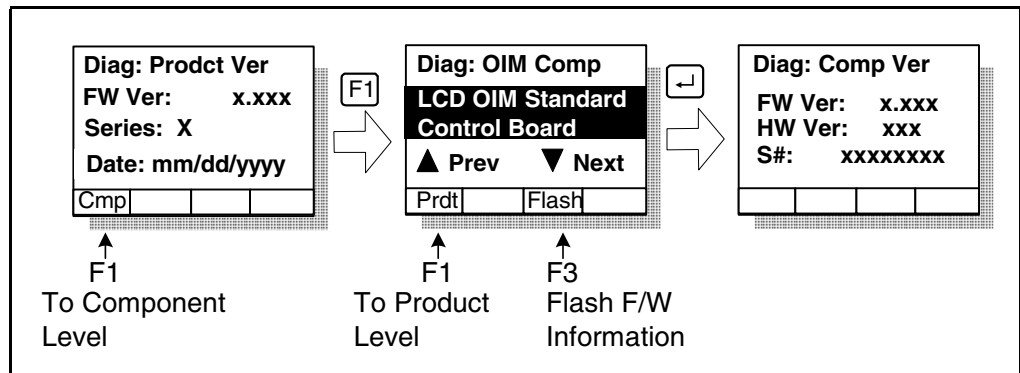 Diag: Prodct Ver
FW Ver: x.xxx
Series: X
Date: mm/dd/yyyy
Cmp
F1
To Component
Level
F1
Diag: OIM Comp
LCD OIM Standard
Control Board
▲ Prev ▼ Next
Prdt Flash
F1
To Product
Level
F3
Flash F/W
Information
↵
Diag: Comp Ver
FW Ver: x.xxx
HW Ver: xxx
S#: xxxxxxxx